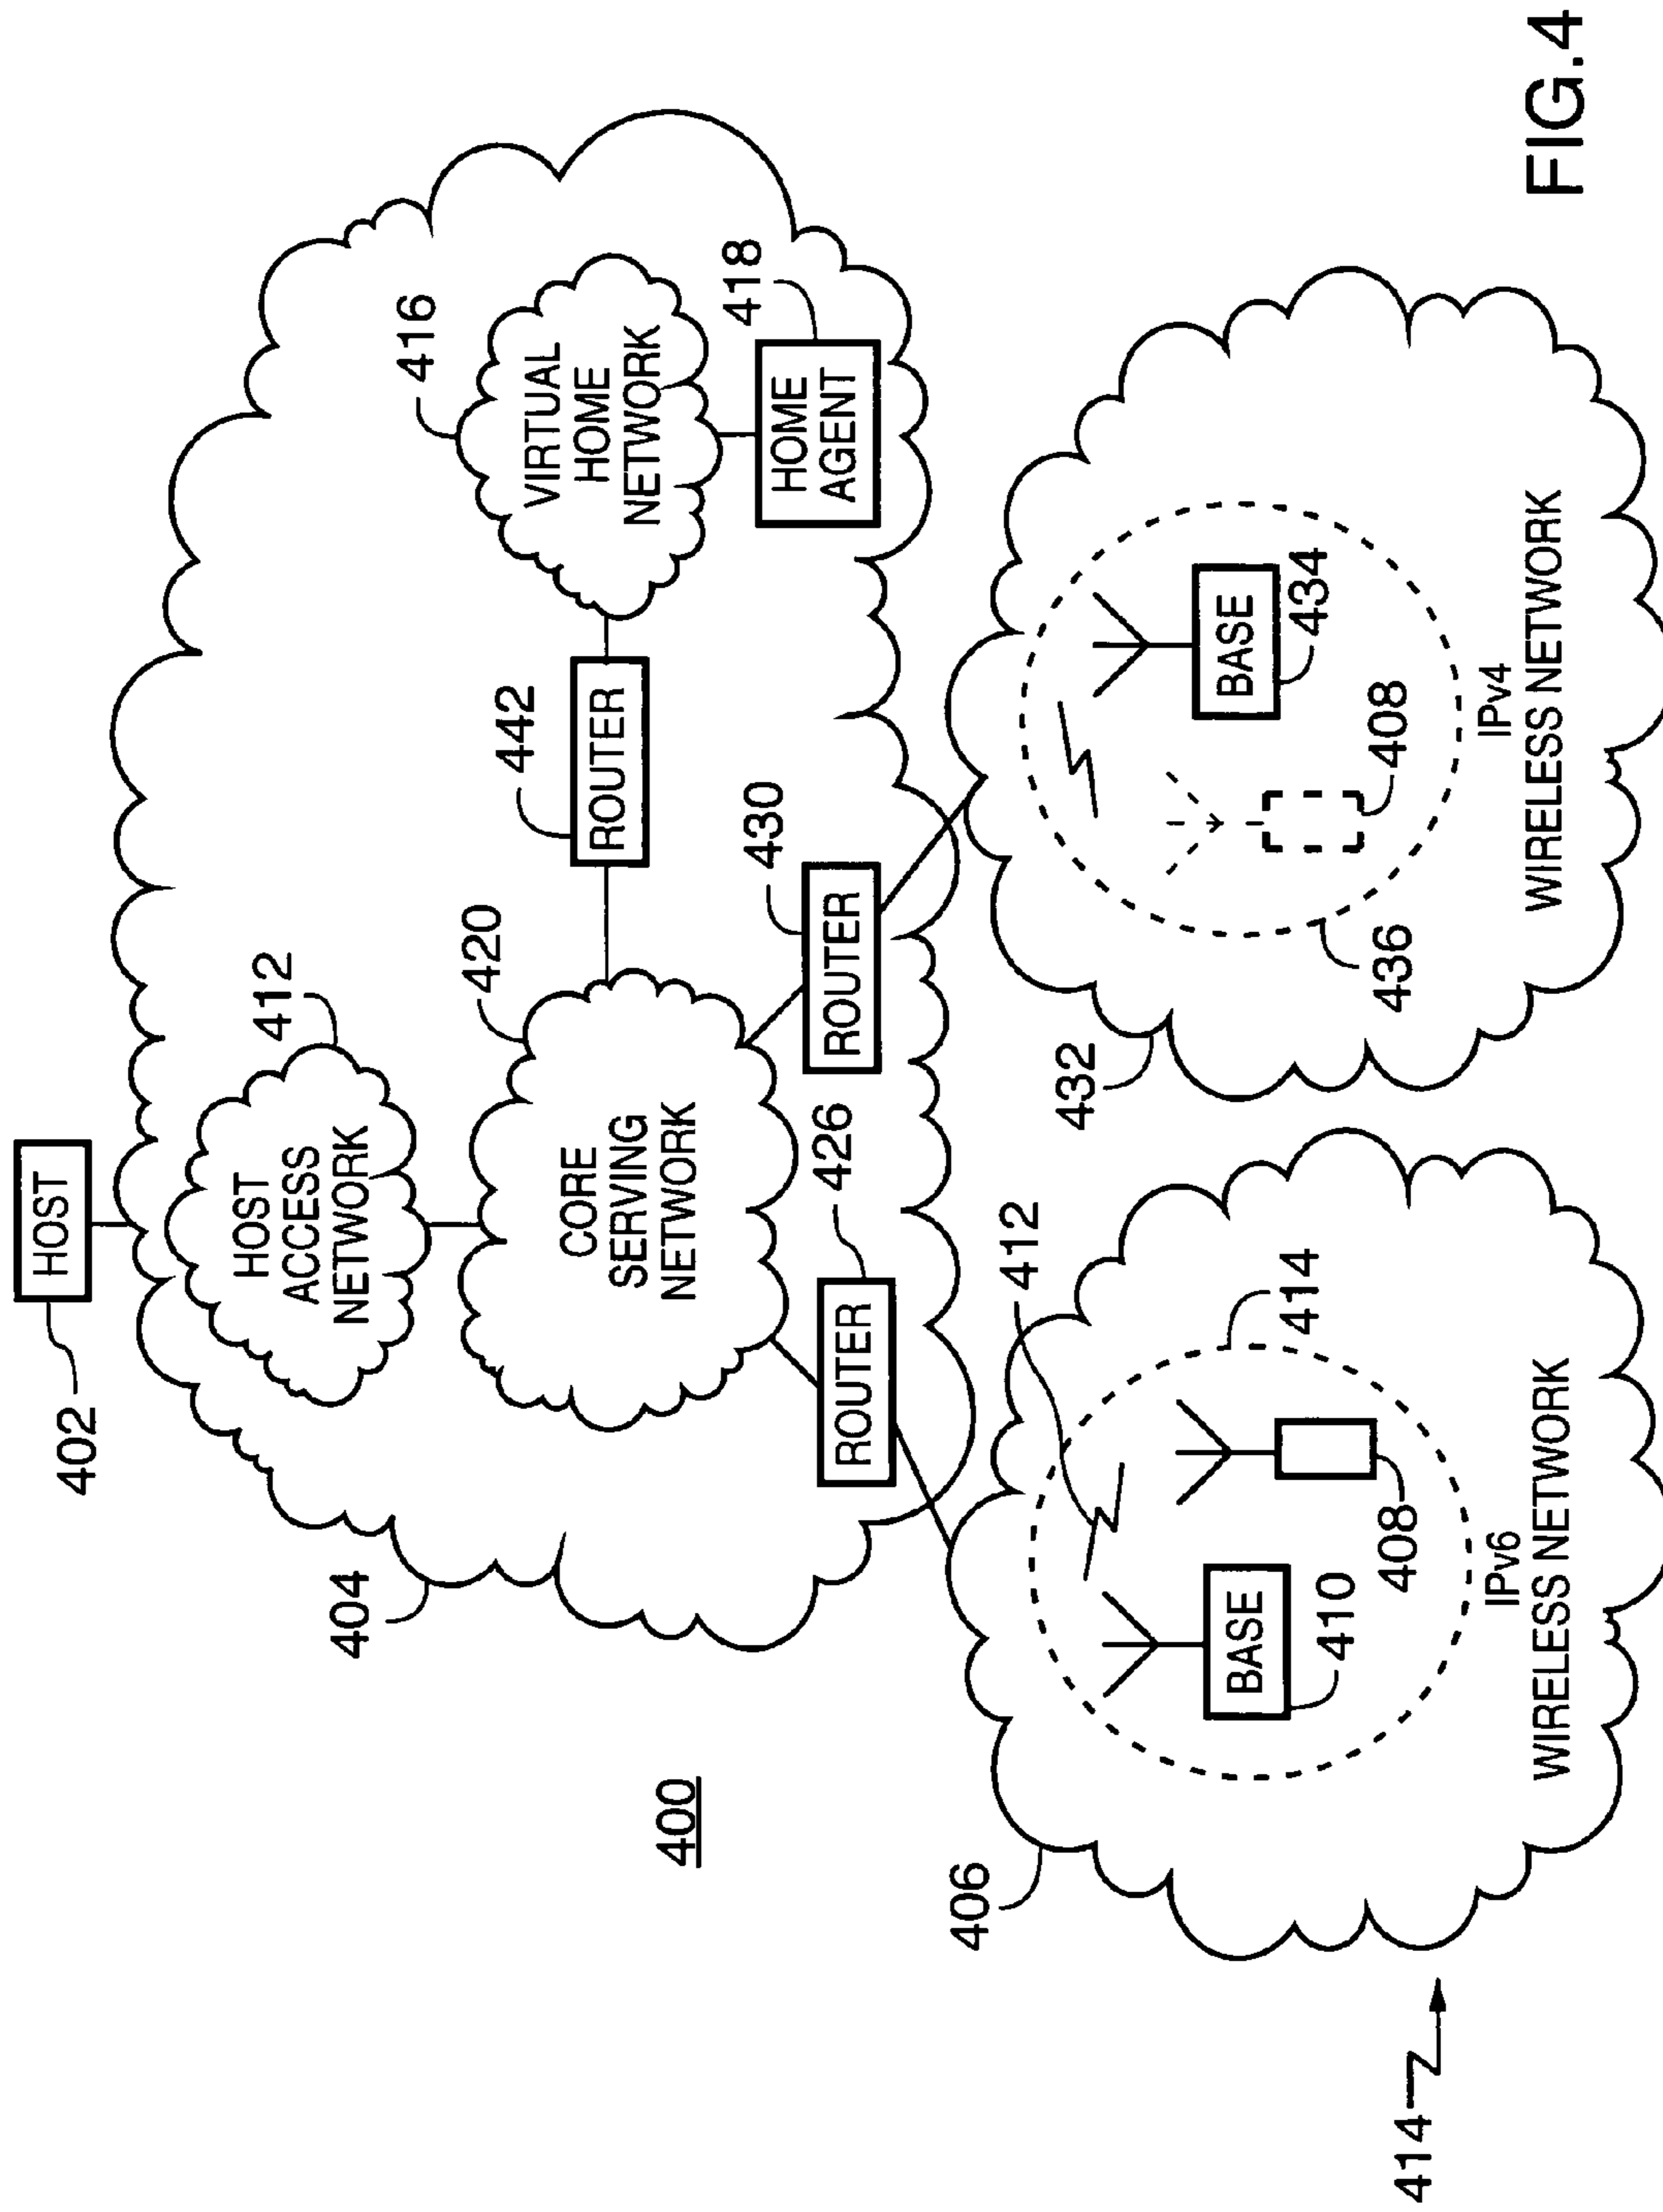 402
HOST
404
HOST
ACCESS
NETWORK
412
420
CORE
SERVING
NETWORK
442
ROUTER
416
VIRTUAL
HOME
NETWORK
418
HOME
AGENT
426
ROUTER
430
ROUTER
400
406
412
414
BASE
410
408
IPv6
WIRELESS NETWORK
432
436
BASE
434
408
IPv4
WIRELESS NETWORK
414
FIG.4